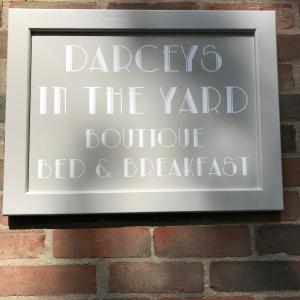 DARCEYS
IN THE YARD
BOUTIQUE
BED & BREAKFAST